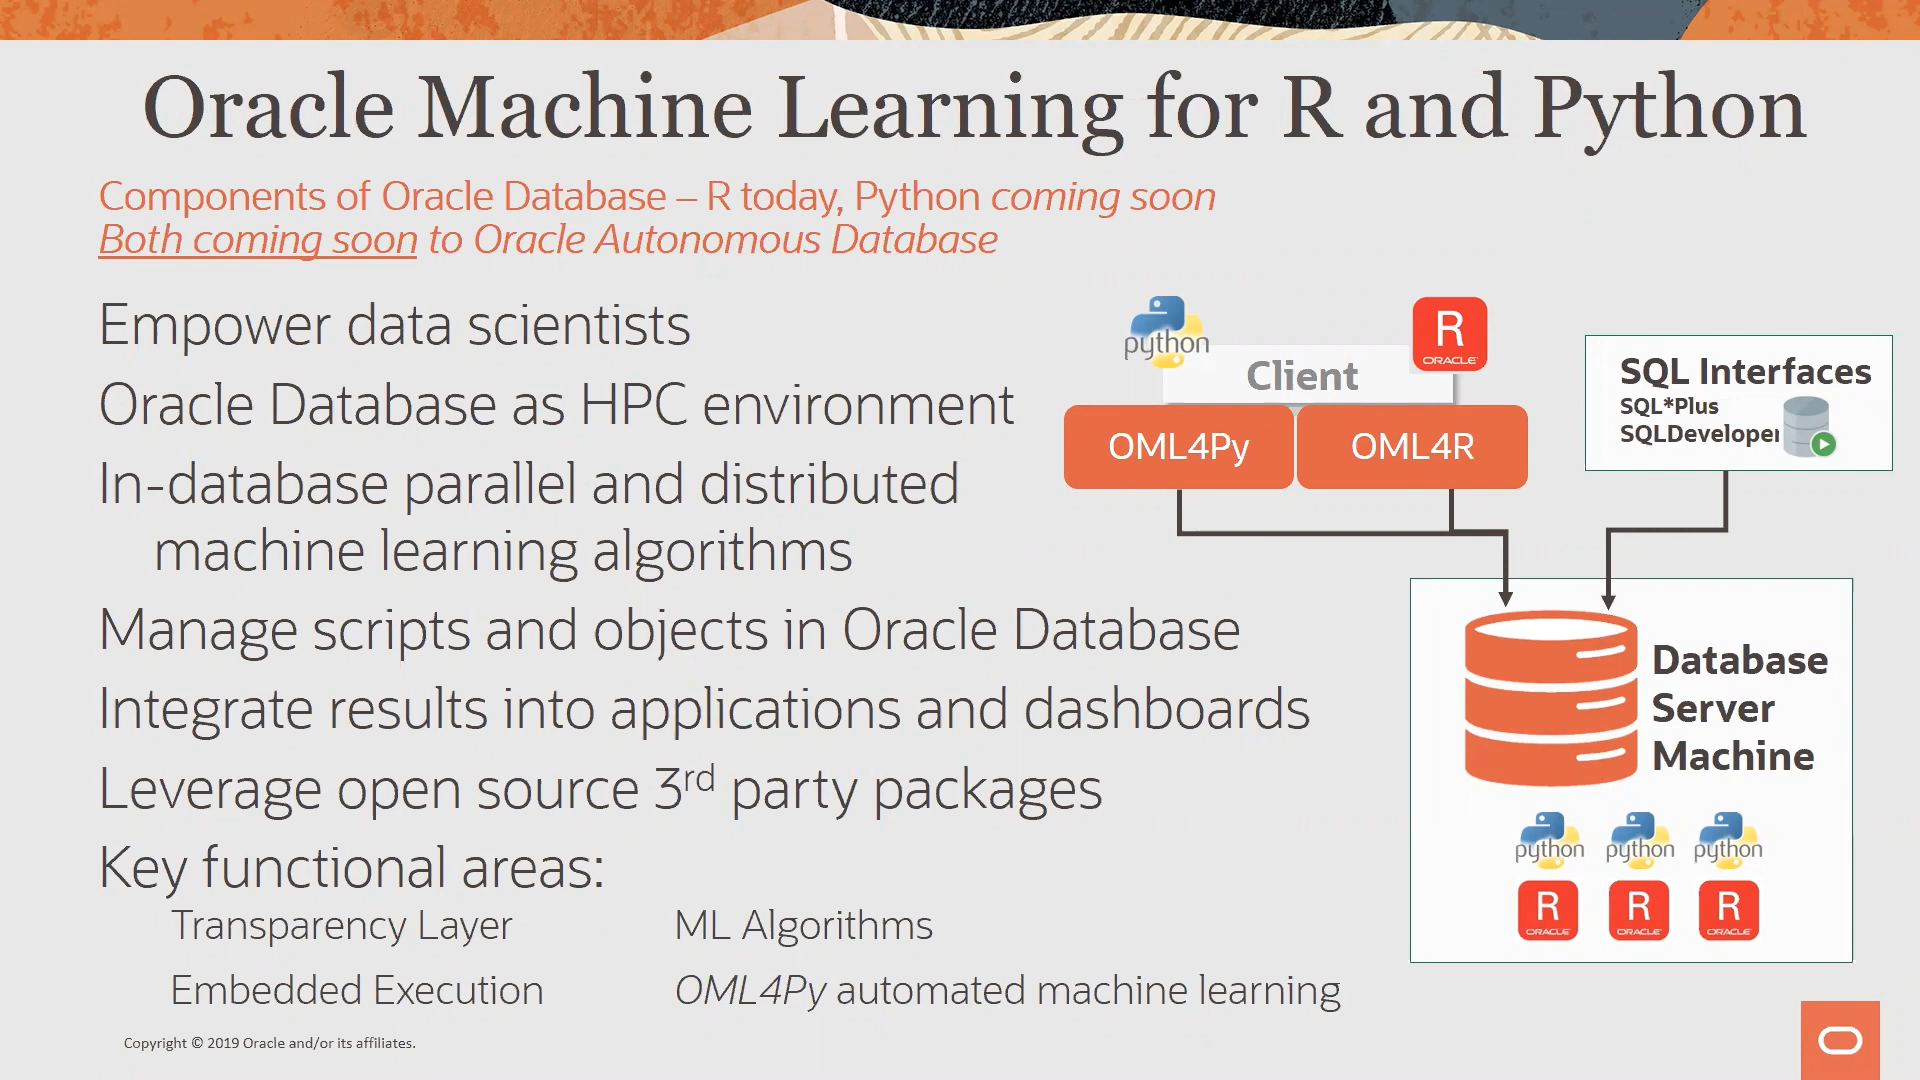 Oracle Machine Learning for R and Python
Components of Oracle Database – R today, Python coming soon
Both coming soon to Oracle Autonomous Database
Empower data scientists
Oracle Database as HPC environment
In-database parallel and distributed
machine learning algorithms
Manage scripts and objects in Oracle Database
Integrate results into applications and dashboards
Leverage open source 3rd party packages
Key functional areas:
Transparency Layer
ML Algorithms
Embedded Execution
OML4Py automated machine learning
python
R
ORACLE
Client
OML4Py
OML4R
SQL Interfaces
SQL*Plus
SQLDeveloper
Database
Server
Machine
python python python
R R R
ORACLE ORACLE ORACLE
Copyright © 2019 Oracle and/or its affiliates.